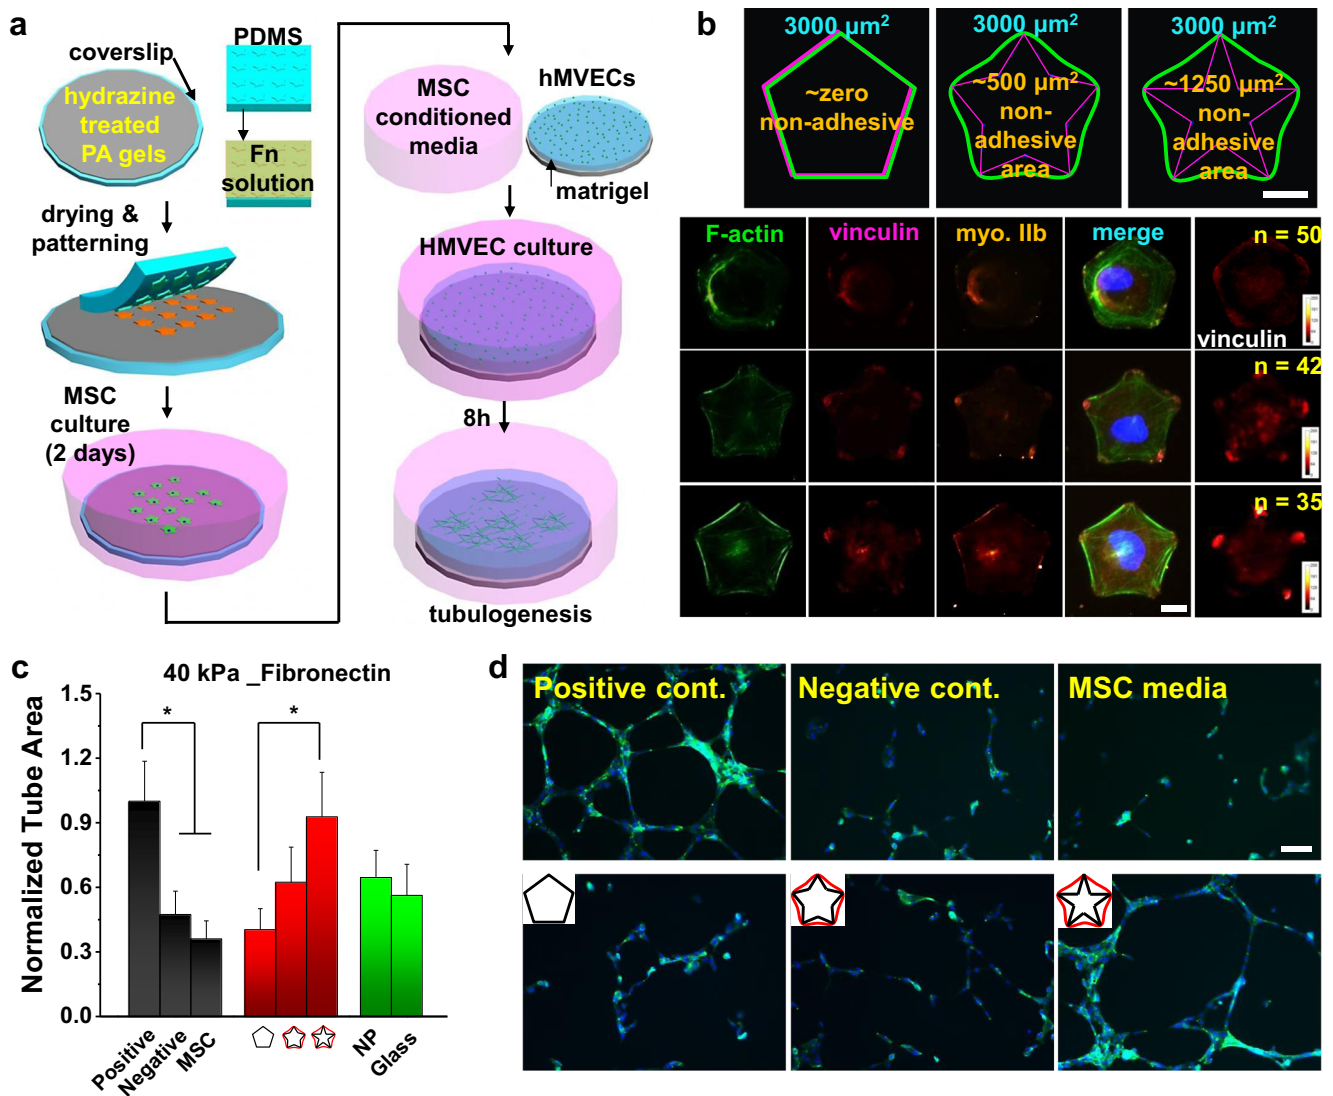 a
coverslip
PDMS
hydrazine
treated
PA gels
Fn
solution
drying &
patterning
MSC
culture
(2 days)
MSC
conditioned
media
hMVECs
matrigel
HMVEC culture
8h
tubulogenesis
b
3000 µm²
~zero
non-adhesive
3000 µm²
~500 µm²
non-
adhesive
area
3000 µm²
~1250 µm²
non-
adhesive
area
F-actin
vinculin
myo. IIb
merge
n = 50
vinculin
n = 42
n = 35
c
40 kPa _Fibronectin
Normalized Tube Area
1.5
1.2
0.9
0.6
0.3
0.0
*
*
Positive
Negative
MSC
NP
Glass
d
Positive cont.
Negative cont.
MSC media